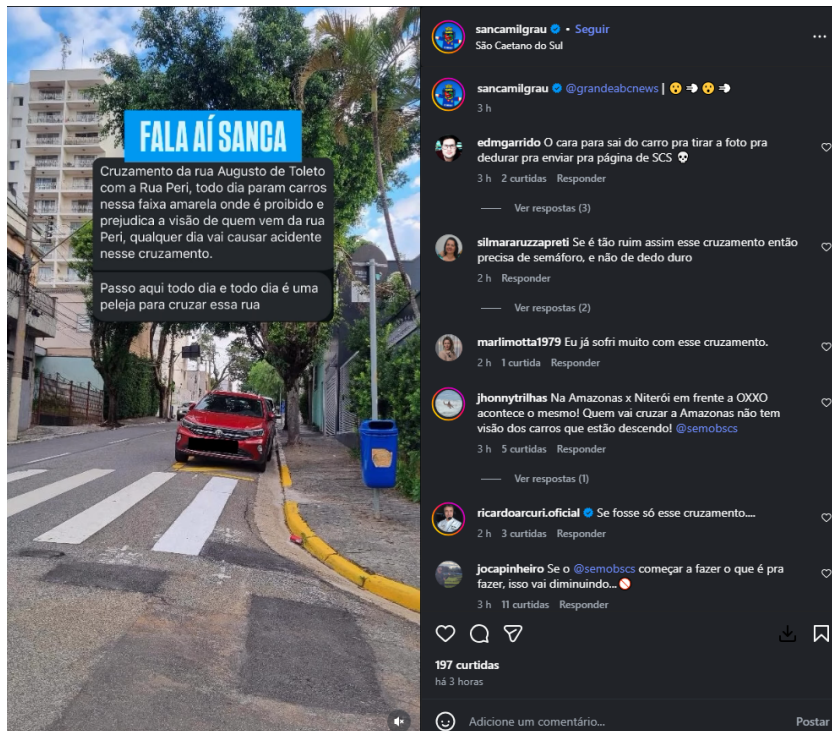 FALA AÍ SANCA
Cruzamento da rua Augusto de Toleto
com a Rua Peri, todo dia param carros
nessa faixa amarela onde é proibido e
prejudica a visão de quem vem da rua
Peri, qualquer dia vai causar acidente
nesse cruzamento.
Passo aqui todo dia e todo dia é uma
peleja para cruzar essa rua
sancamilgrau • Seguir
São Caetano do Sul
sancamilgrau @grandeabcnews | 😮💨😮💨
3 h
edmgarrido O cara para sai do carro pra tirar a foto pra
dedurar pra enviar pra página de SCS 💀
3 h 2 curtidas Responder
Ver respostas (3)
silmararuzzapreti Se é tão ruim assim esse cruzamento então
precisa de semáforo, e não de dedo duro
2 h Responder
Ver respostas (2)
marlimotta1979 Eu já sofri muito com esse cruzamento.
2 h 1 curtida Responder
jhonnytrilhas Na Amazonas x Niterói em frente a OXXO
acontece o mesmo! Quem vai cruzar a Amazonas não tem
visão dos carros que estão descendo! @semobscs
3 h 5 curtidas Responder
Ver respostas (1)
ricardoarcuri.oficial Se fosse só esse cruzamento....
2 h 3 curtidas Responder
jocapinheiro Se o @semobscs começar a fazer o que é pra
fazer, isso vai diminuindo...🚫
3 h 11 curtidas Responder
197 curtidas
há 3 horas
Adicione um comentário...
Postar